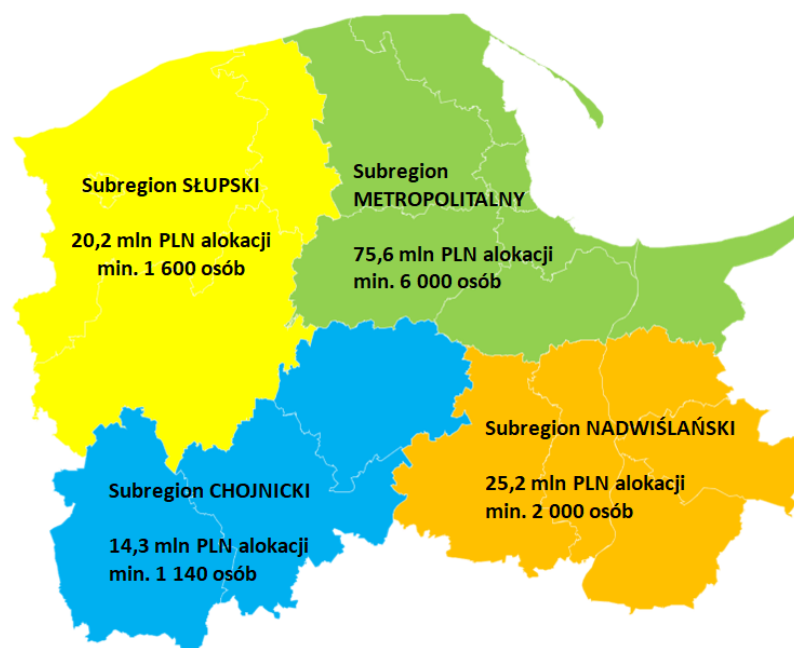 Subregion SŁUPSKI
20,2 mln PLN alokacji
min. 1 600 osób
Subregion
METROPOLITALNY
75,6 mln PLN alokacji
min. 6 000 osób
Subregion CHOJNICKI
14,3 mln PLN alokacji
min. 1 140 osób
Subregion NADWIŚLAŃSKI
25,2 mln PLN alokacji
min. 2 000 osób